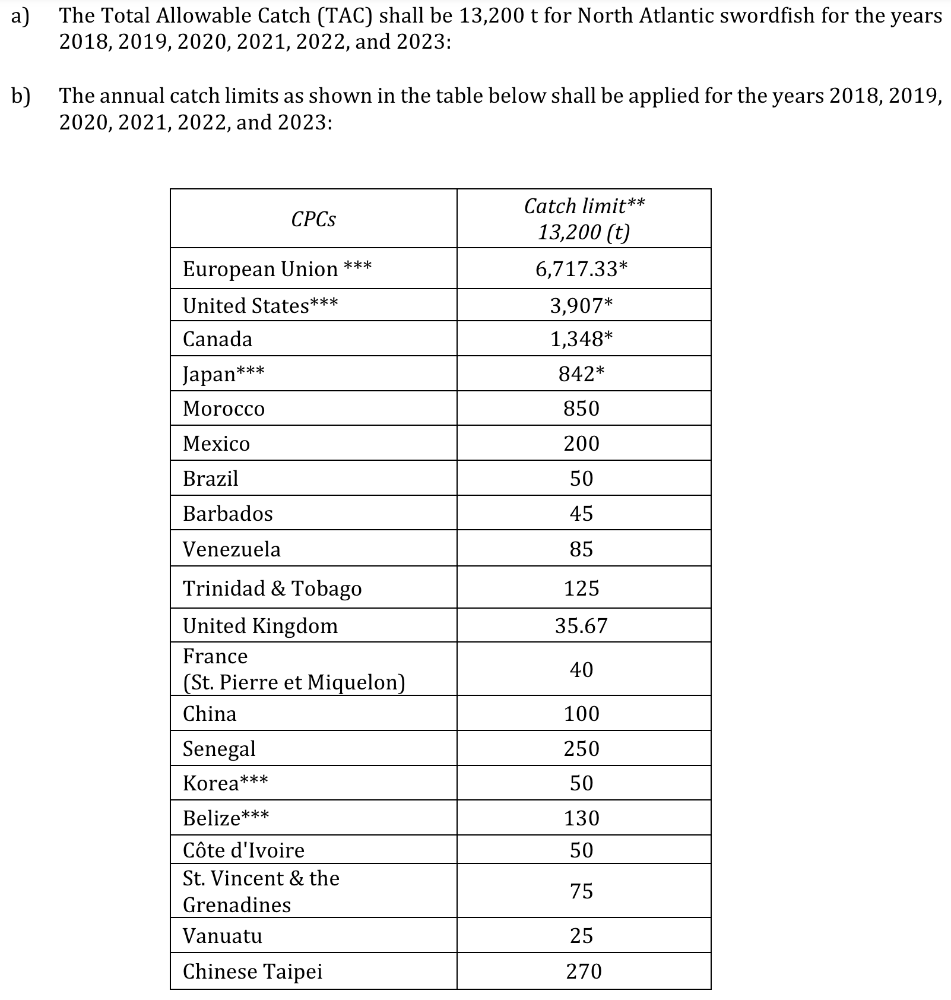 a) The Total Allowable Catch (TAC) shall be 13,200 t for North Atlantic swordfish for the years
2018, 2019, 2020, 2021, 2022, and 2023:
b) The annual catch limits as shown in the table below shall be applied for the years 2018, 2019,
2020, 2021, 2022, and 2023:
CPCs
Catch limit**
13,200 (t)
European Union *** 6,717.33*
United States*** 3,907*
Canada 1,348*
Japan*** 842*
Morocco 850
Mexico 200
Brazil 50
Barbados 45
Venezuela 85
Trinidad & Tobago 125
United Kingdom 35.67
France
(St. Pierre et Miquelon)
40
China 100
Senegal 250
Korea*** 50
Belize*** 130
Côte d'Ivoire 50
St. Vincent & the
Grenadines
75
Vanuatu 25
Chinese Taipei 270